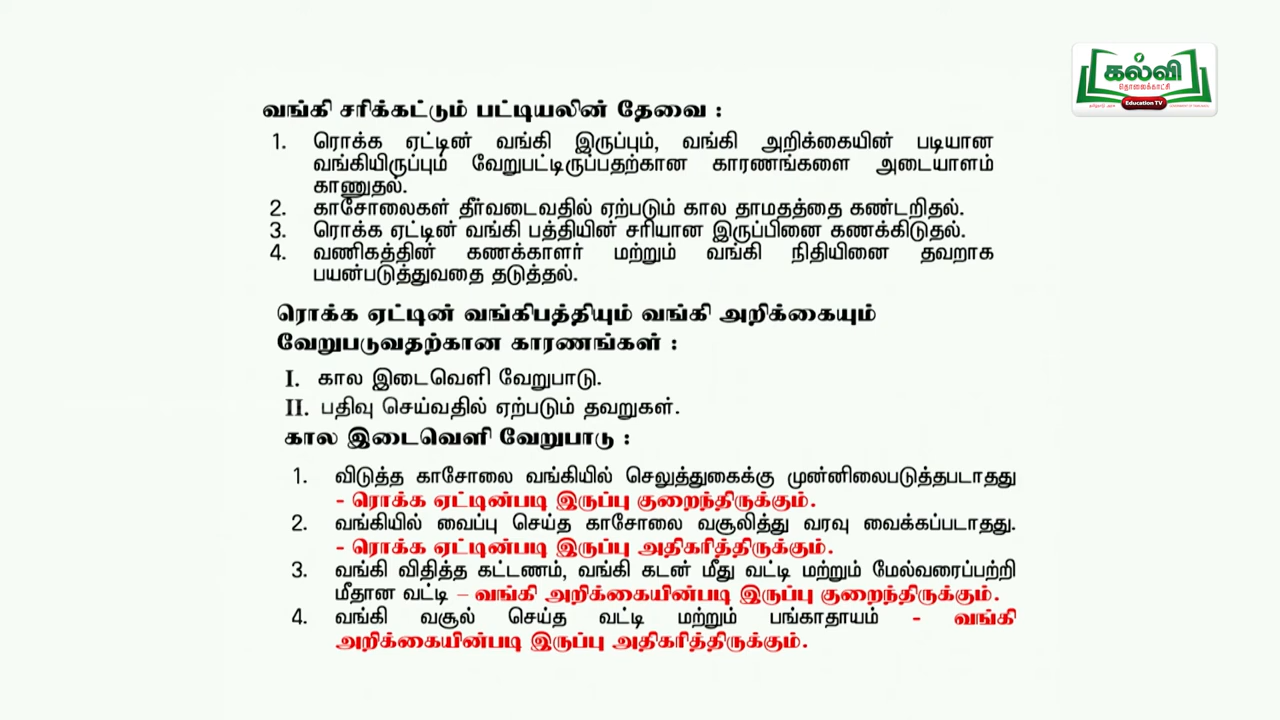 கல்வி
தொலைக்காட்சி
Education TV
வங்கி சரிக்கட்டும் பட்டியலின் தேவை :
1. ரொக்க ஏட்டின் வங்கி இருப்பும், வங்கி அறிக்கையின் படியான
வங்கியிருப்பும் வேறுபட்டிருப்பதற்கான காரணங்களை அடையாளம்
காணுதல்.
2. காசோலைகள் தீர்வடைவதில் ஏற்படும் கால தாமதத்தை கண்டறிதல்.
3. ரொக்க ஏட்டின் வங்கி பத்தியின் சரியான இருப்பினை கணக்கிடுதல்.
4. வணிகத்தின் கணக்காளர் மற்றும் வங்கி நிதியினை தவறாக
பயன்படுத்துவதை தடுத்தல்.
ரொக்க ஏட்டின் வங்கிபத்தியும் வங்கி அறிக்கையும்
வேறுபடுவதற்கான காரணங்கள் :
I. கால இடைவெளி வேறுபாடு.
II. பதிவு செய்வதில் ஏற்படும் தவறுகள்.
கால இடைவெளி வேறுபாடு :
1. விடுத்த காசோலை வங்கியில் செலுத்துகைக்கு முன்னிலைபடுத்தபடாதது
- ரொக்க ஏட்டின்படி இருப்பு குறைந்திருக்கும்.
2. வங்கியில் வைப்பு செய்த காசோலை வசூலித்து வரவு வைக்கப்படாதது.
- ரொக்க ஏட்டின்படி இருப்பு அதிகரித்திருக்கும்.
3. வங்கி விதித்த கட்டணம், வங்கி கடன் மீது வட்டி மற்றும் மேல்வரைப்பற்றி
மீதான வட்டி – வங்கி அறிக்கையின்படி இருப்பு குறைந்திருக்கும்.
4. வங்கி வசூல் செய்த வட்டி மற்றும் பங்காதாயம் - வங்கி
அறிக்கையின்படி இருப்பு அதிகரித்திருக்கும்.